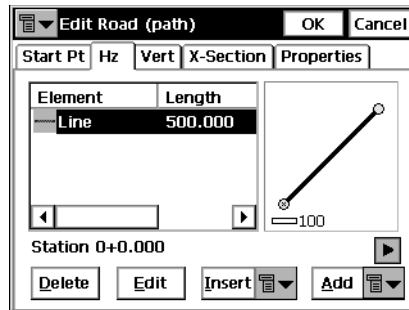 Edit Road (path) OK Cancel
Start Pt Hz Vert X-Section Properties
Element Length
Line 500.000
100
Station 0+0.000
Delete Edit Insert Add